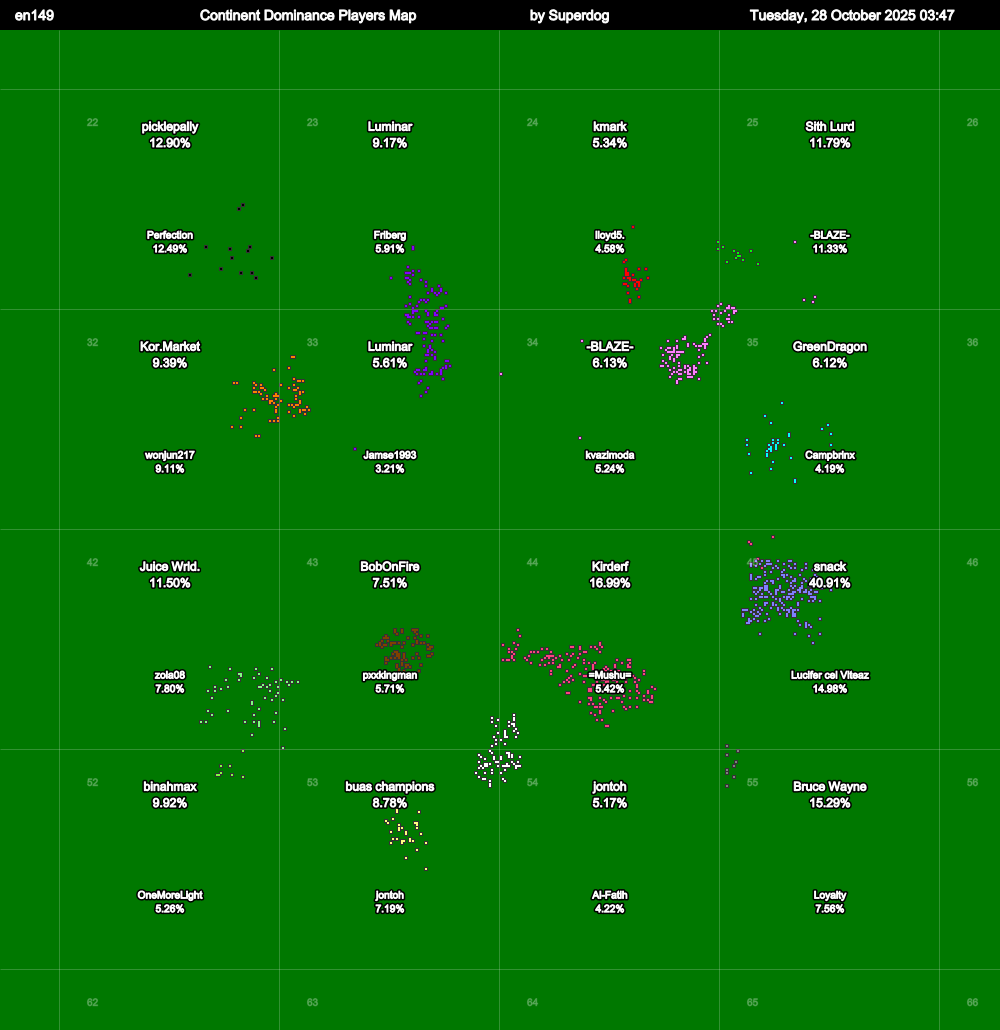 en149 Continent Dominance Players Map by Superdog Tuesday, 28 October 2025 03:47
22 23 24 25 26
picklepally Luminar kmark Sith Lurd
12.90% 9.17% 5.34% 11.79%
Perfection Friberg lloyd5. -BLAZE-
12.49% 5.91% 4.58% 11.33%
32 33 34 35 36
Kor.Market Luminar -BLAZE- GreenDragon
9.39% 5.61% 6.13% 6.12%
wonjun217 Jamse1993 kvazimoda Campbrinx
9.11% 3.21% 5.24% 4.19%
42 43 44 46
Juice Wrld. BobOnFire Kirderf snack
11.50% 7.51% 16.99% 40.91%
zola08 pxxkingman =Mushu= Lucifer cel Viteaz
7.80% 5.71% 5.42% 14.98%
52 53 54 55 56
binahmax buas champions jontoh Bruce Wayne
9.92% 8.78% 5.17% 15.29%
OneMoreLight jontoh Al-Fatih Loyalty
5.26% 7.19% 4.22% 7.56%
62 63 64 65 66